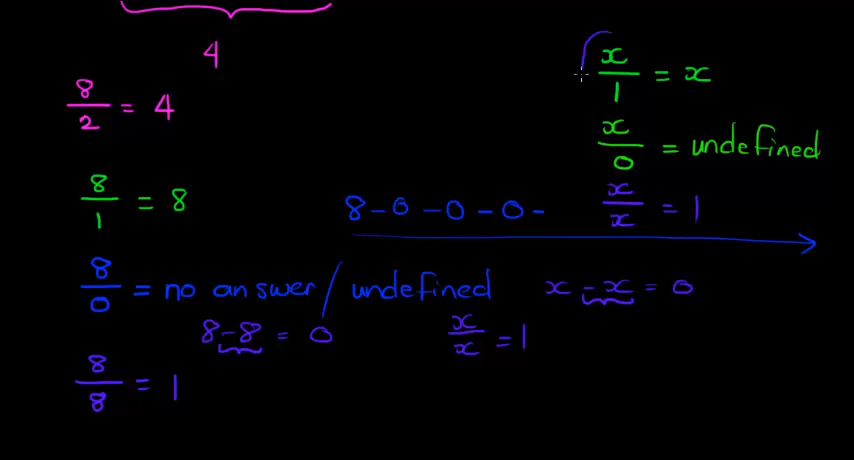 4
8/2 = 4
x/1 = x
x/0 = undefined
8/1 = 8
8 - 0 - 0 - 0 -
x/x = 1
8/0 = no answer / undefined
x - x = 0
8 - 8 = 0
x/x = 1
8/8 = 1